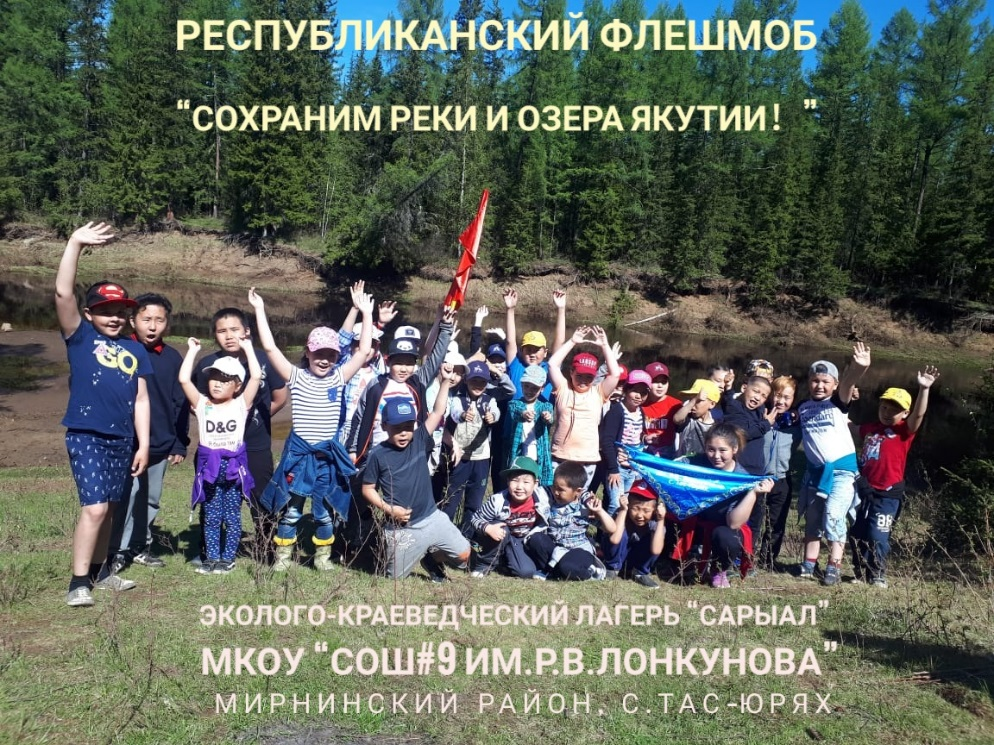 РЕСПУБЛИКАНСКИЙ ФЛЕШМОБ
“СОХРАНИМ РЕКИ И ОЗЕРА ЯКУТИИ! ”
D&G
88
ЭКОЛОГО-КРАЕВЕДЧЕСКИЙ ЛАГЕРЬ “САРЫАЛ”
МКОУ “СОШ#9 ИМ.Р.В.ЛОНКУНОВА”
МИРНИНСКИЙ РАЙОН, С.ТАС-ЮРЯХ